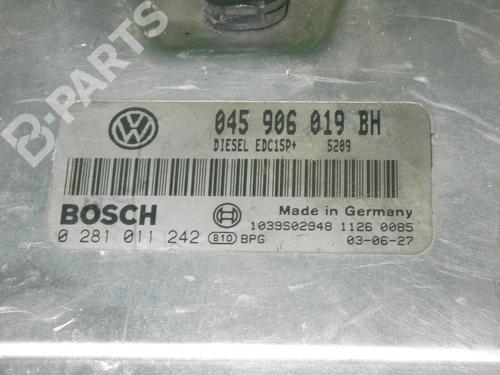 B-PARTS
045 906 019 BH
DIESEL EDC15P+ 5209
BOSCH
Made in Germany
1039S02948 1126 0085
0 281 011 242 810 BPG 03-06-27